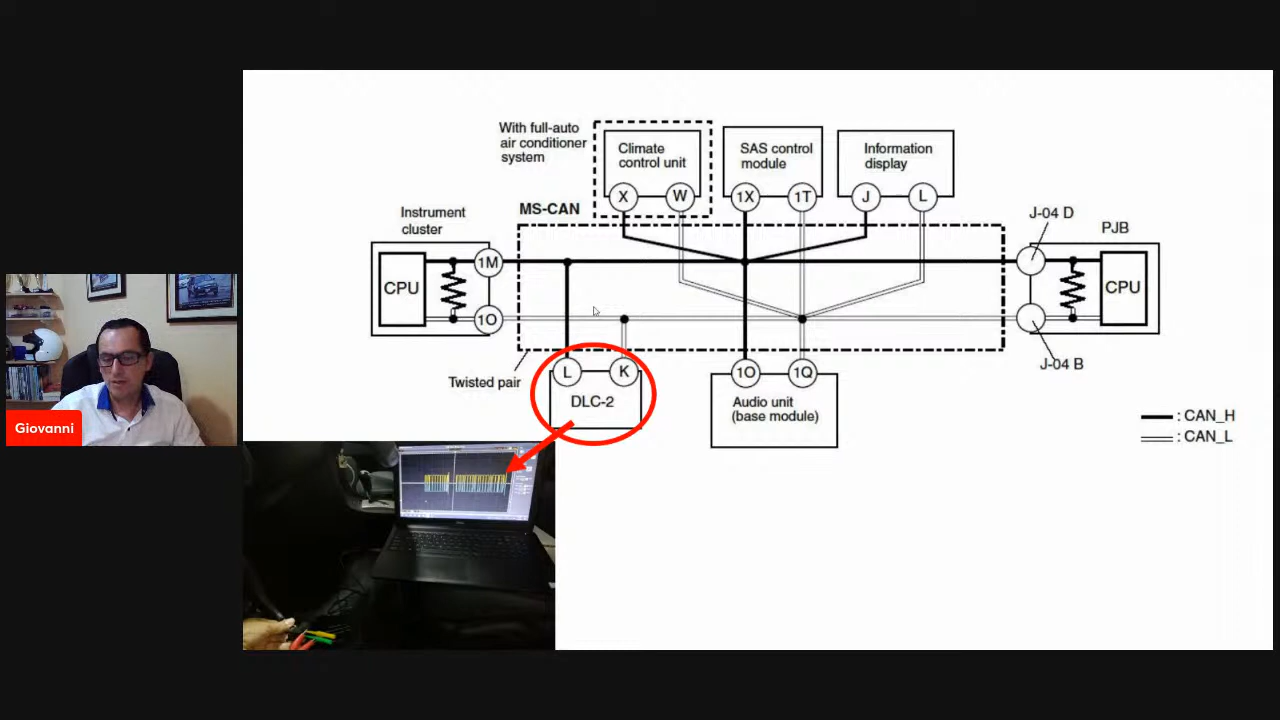 With full-auto
air conditioner
system
Climate
control unit
SAS control
module
Information
display
X
W
1X
1T
J
L
MS-CAN
Instrument
cluster
J-04 D
PJB
CPU
1M
1O
CPU
J-04 B
Twisted pair
L
K
DLC-2
1O
1Q
Audio unit
(base module)
: CAN_H
: CAN_L
Giovanni